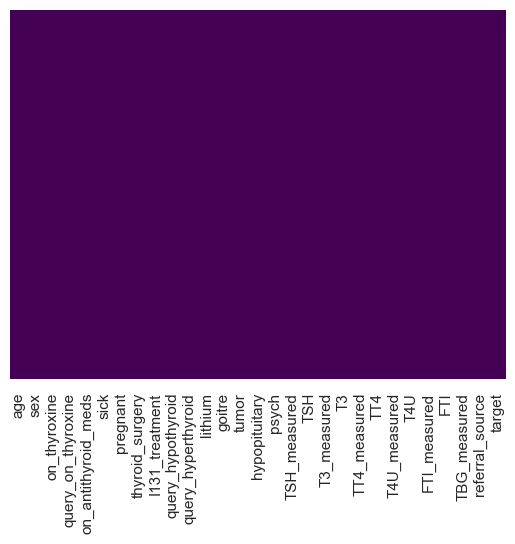 age
sex
on_thyroxine
query_on_thyroxine
on_antithyroid_meds
sick
pregnant
thyroid_surgery
I131_treatment
query_hypothyroid
query_hyperthyroid
lithium
goitre
tumor
hypopituitary
psych
TSH_measured
TSH
T3_measured
T3
TT4_measured
TT4
T4U_measured
T4U
FTI_measured
FTI
TBG_measured
referral_source
target